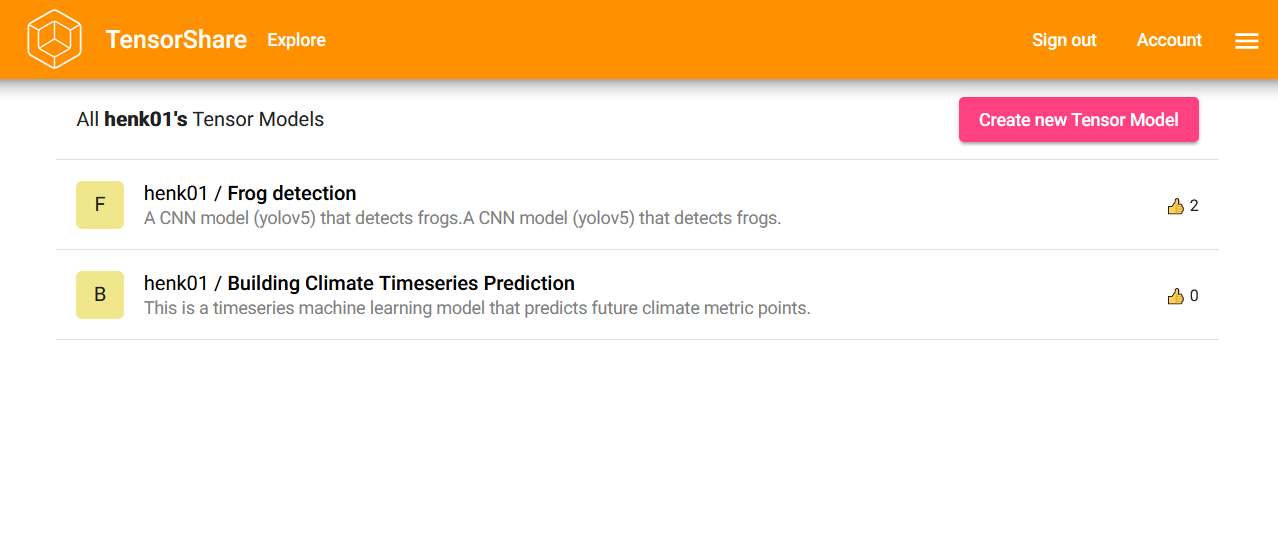 TensorShare Explore Sign out Account
All henk01's Tensor Models Create new Tensor Model
F henk01 / Frog detection
A CNN model (yolov5) that detects frogs.A CNN model (yolov5) that detects frogs.
2
B henk01 / Building Climate Timeseries Prediction
This is a timeseries machine learning model that predicts future climate metric points.
0